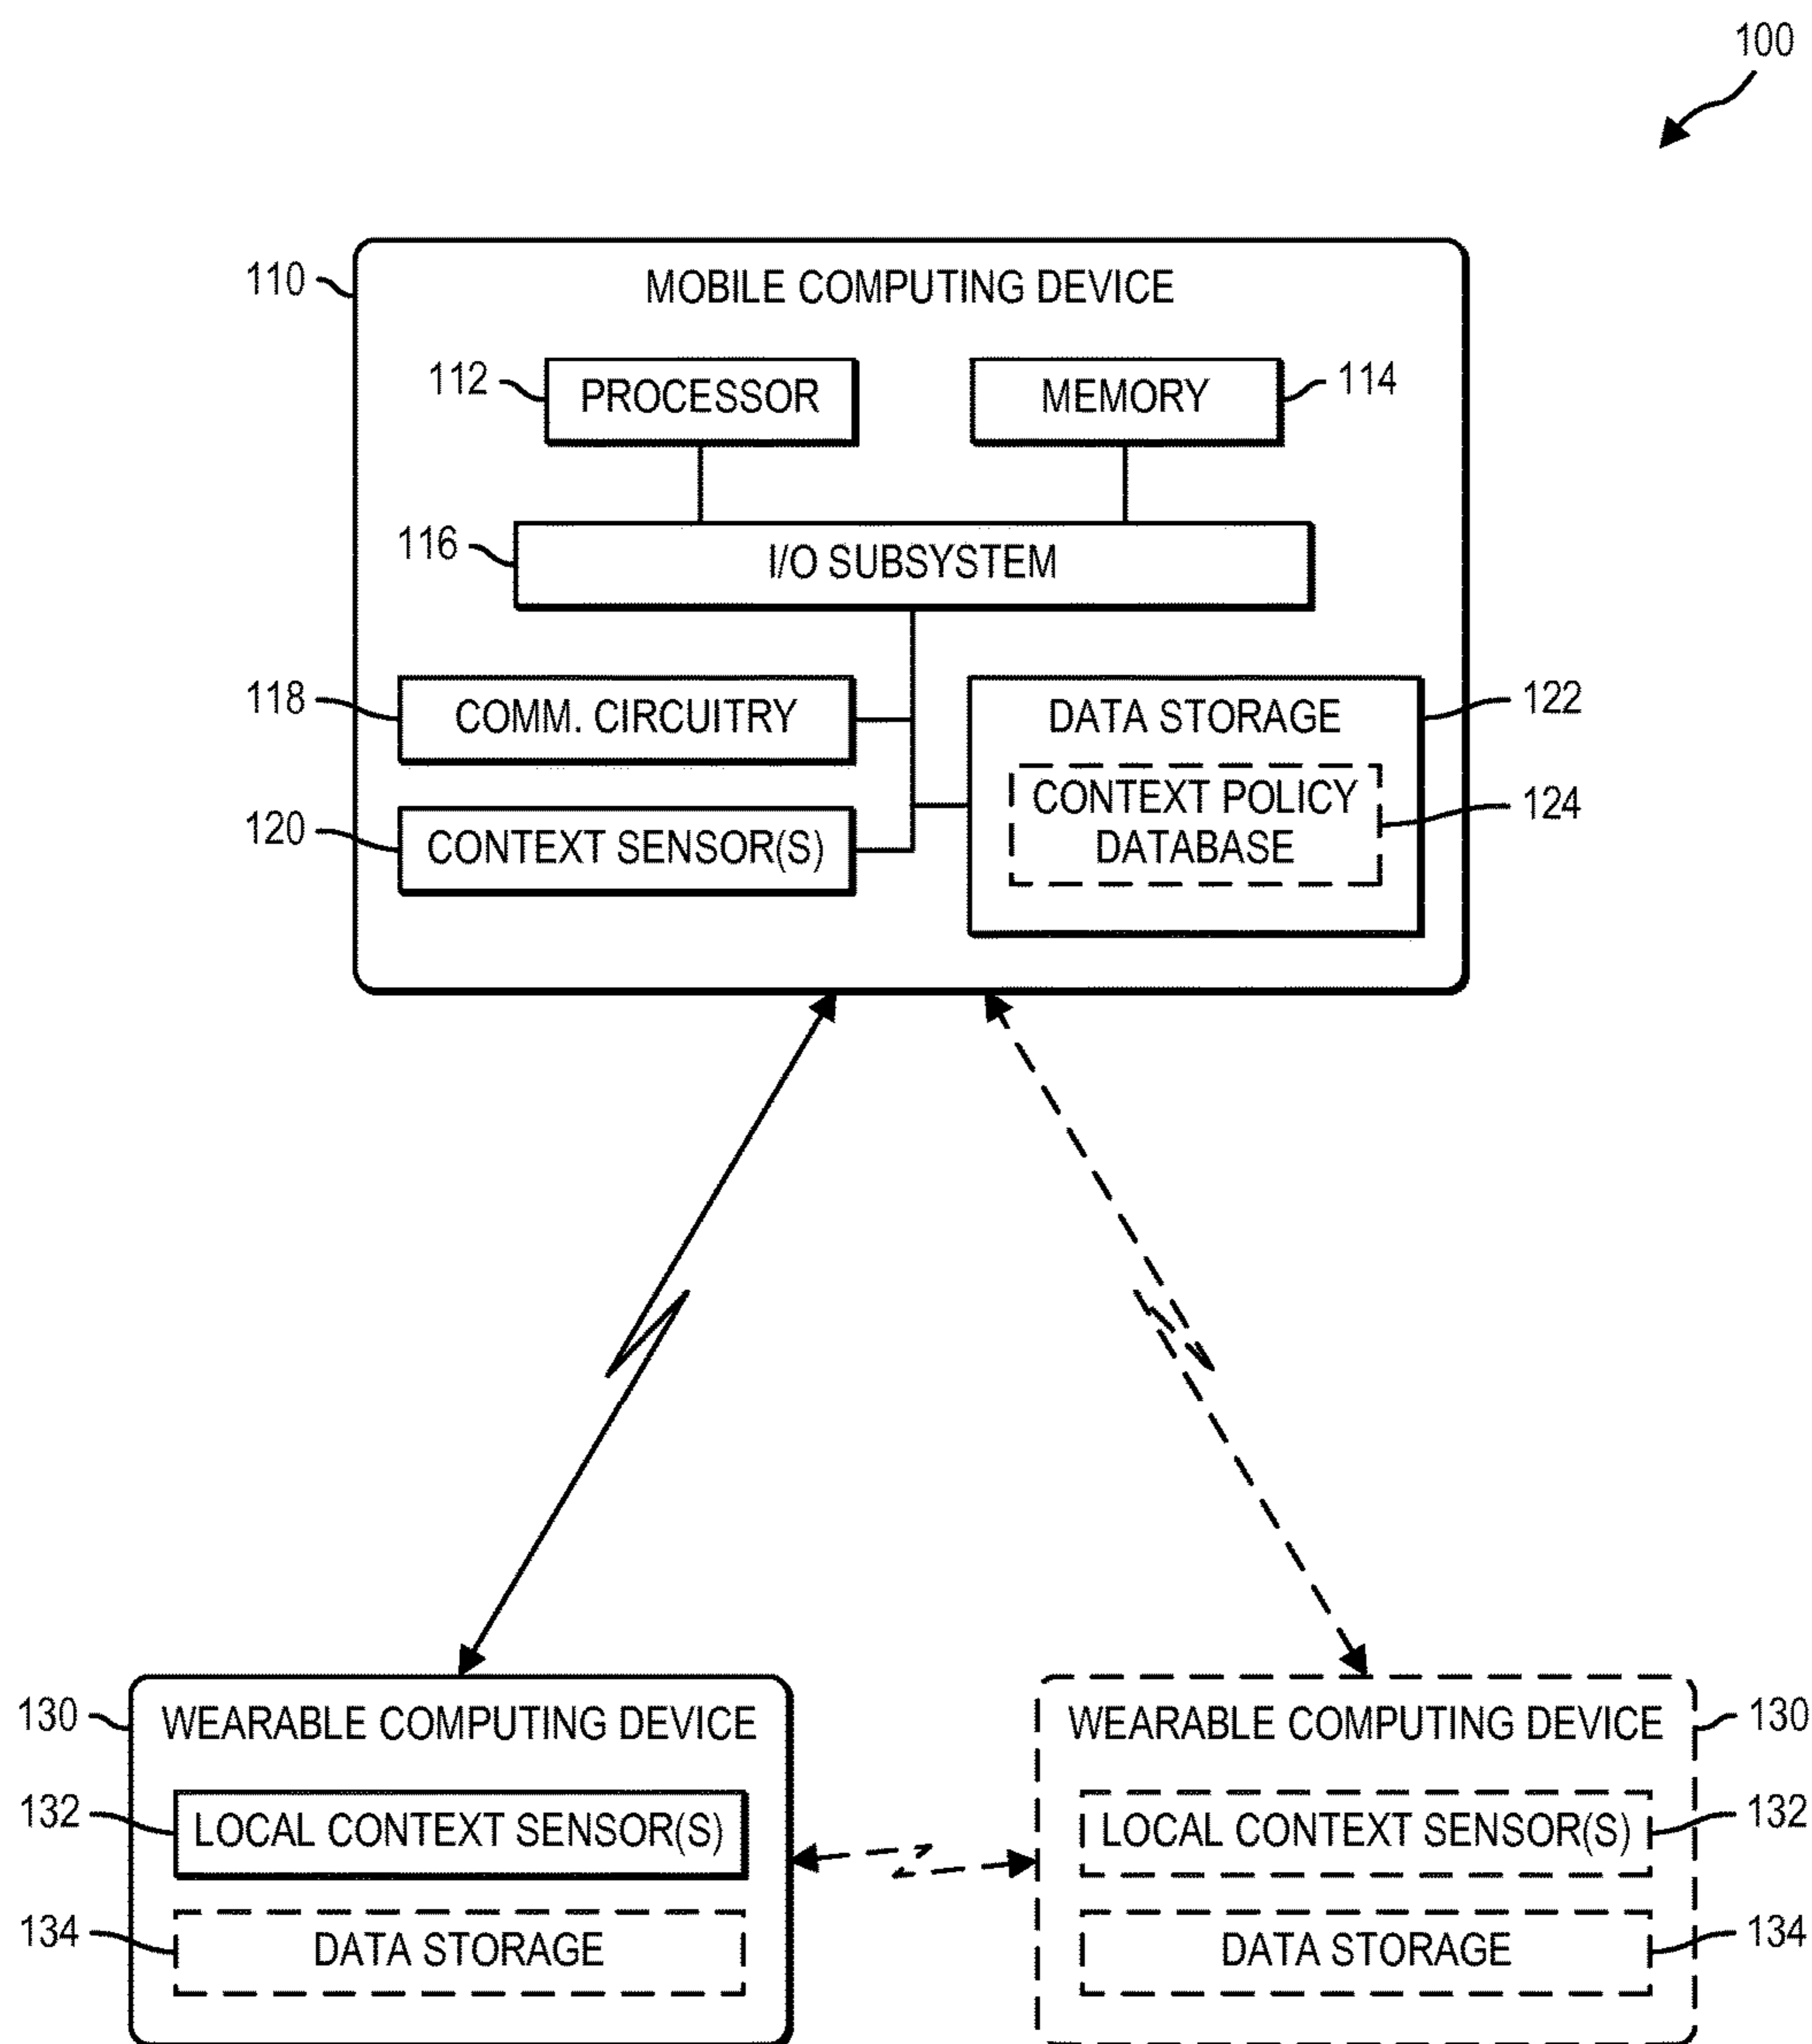 100
110
MOBILE COMPUTING DEVICE
112
PROCESSOR
MEMORY
114
116
I/O SUBSYSTEM
118
COMM. CIRCUITRY
DATA STORAGE
122
120
CONTEXT SENSOR(S)
CONTEXT POLICY
DATABASE
124
130
WEARABLE COMPUTING DEVICE
132
LOCAL CONTEXT SENSOR(S)
134
DATA STORAGE
WEARABLE COMPUTING DEVICE
130
LOCAL CONTEXT SENSOR(S)
132
DATA STORAGE
134